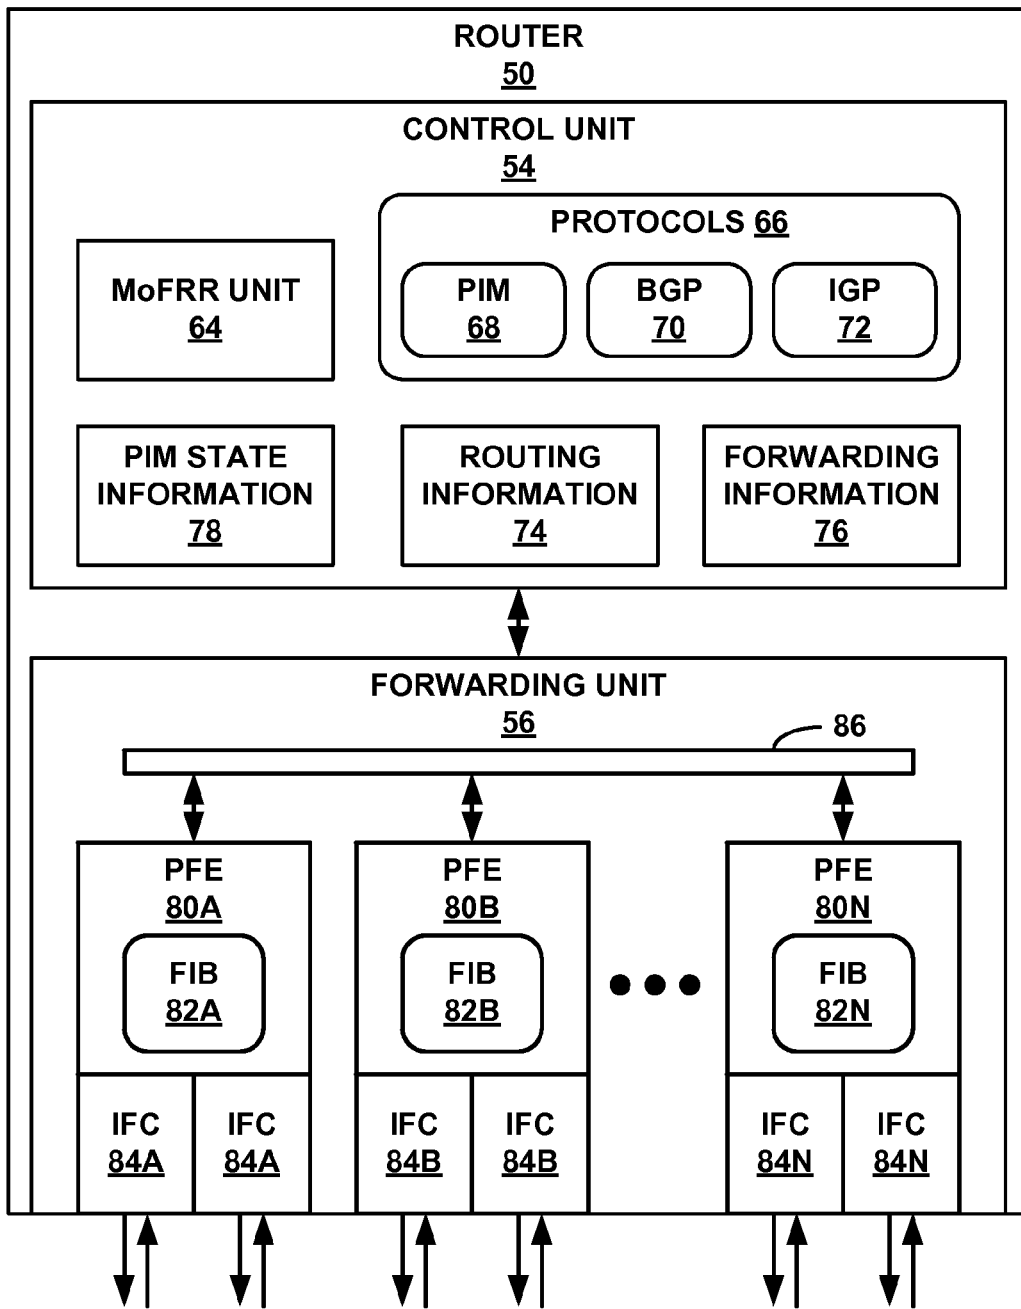 ROUTER
50
CONTROL UNIT
54
PROTOCOLS 66
MoFRR UNIT
64
PIM
68
BGP
70
IGP
72
PIM STATE
INFORMATION
78
ROUTING
INFORMATION
74
FORWARDING
INFORMATION
76
FORWARDING UNIT
56
86
PFE
80A
FIB
82A
IFC
84A
IFC
84A
PFE
80B
FIB
82B
IFC
84B
IFC
84B
PFE
80N
FIB
82N
IFC
84N
IFC
84N